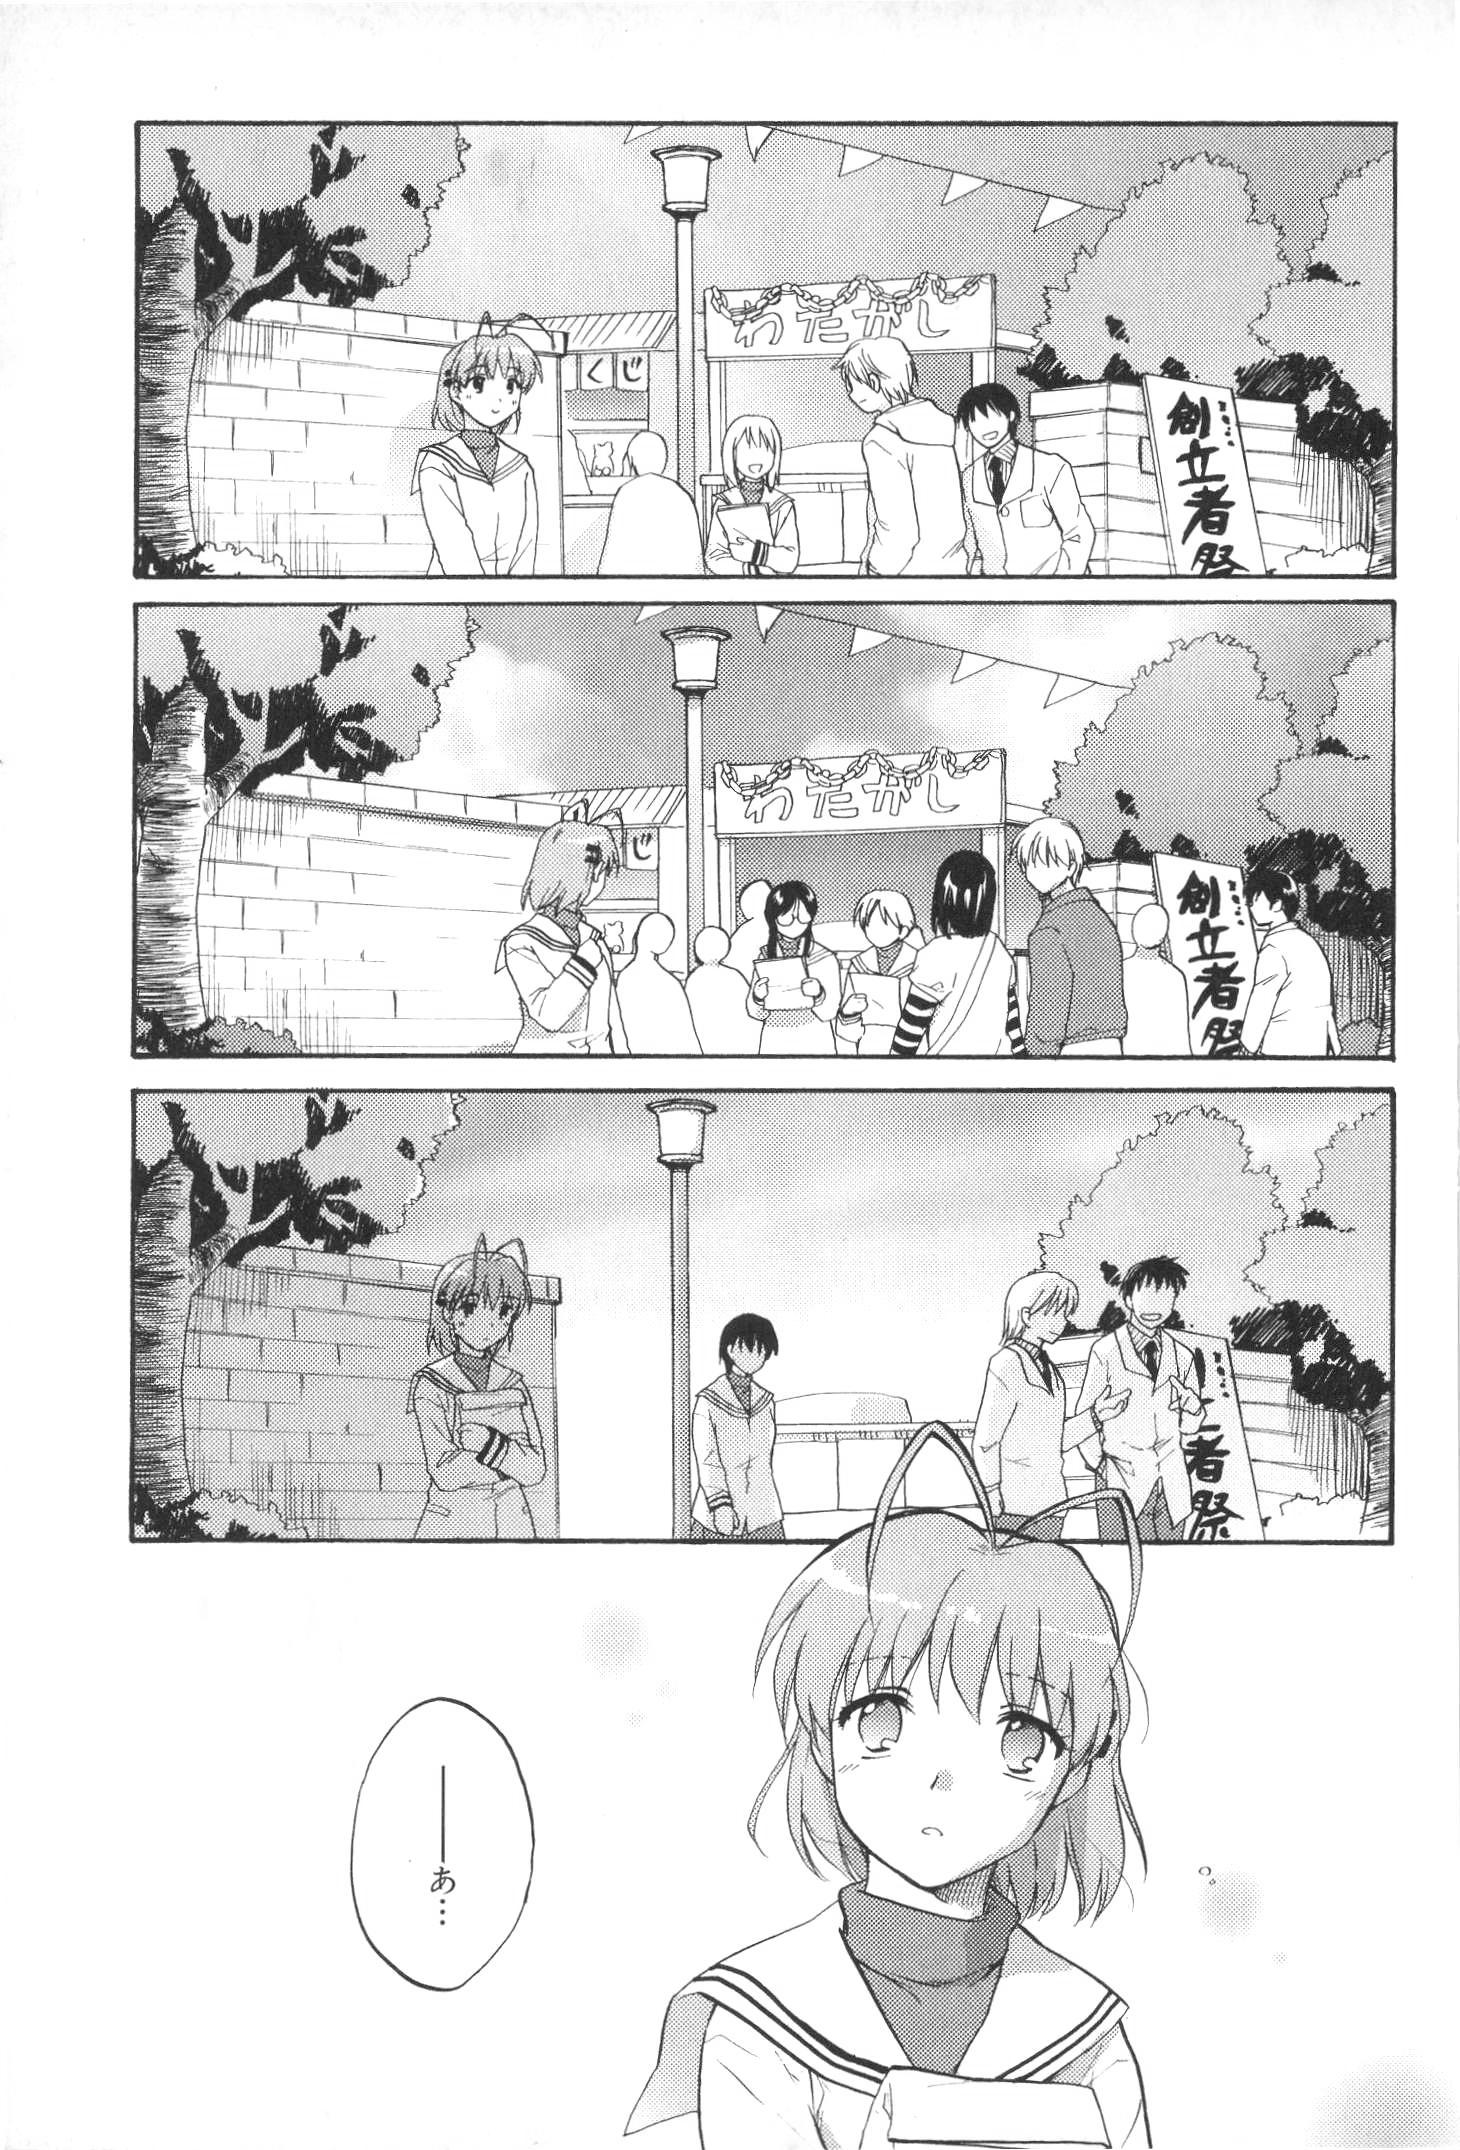 わたがし
くじ
創立者祭
わたがし
じ
創立者祭
者祭
――あ…